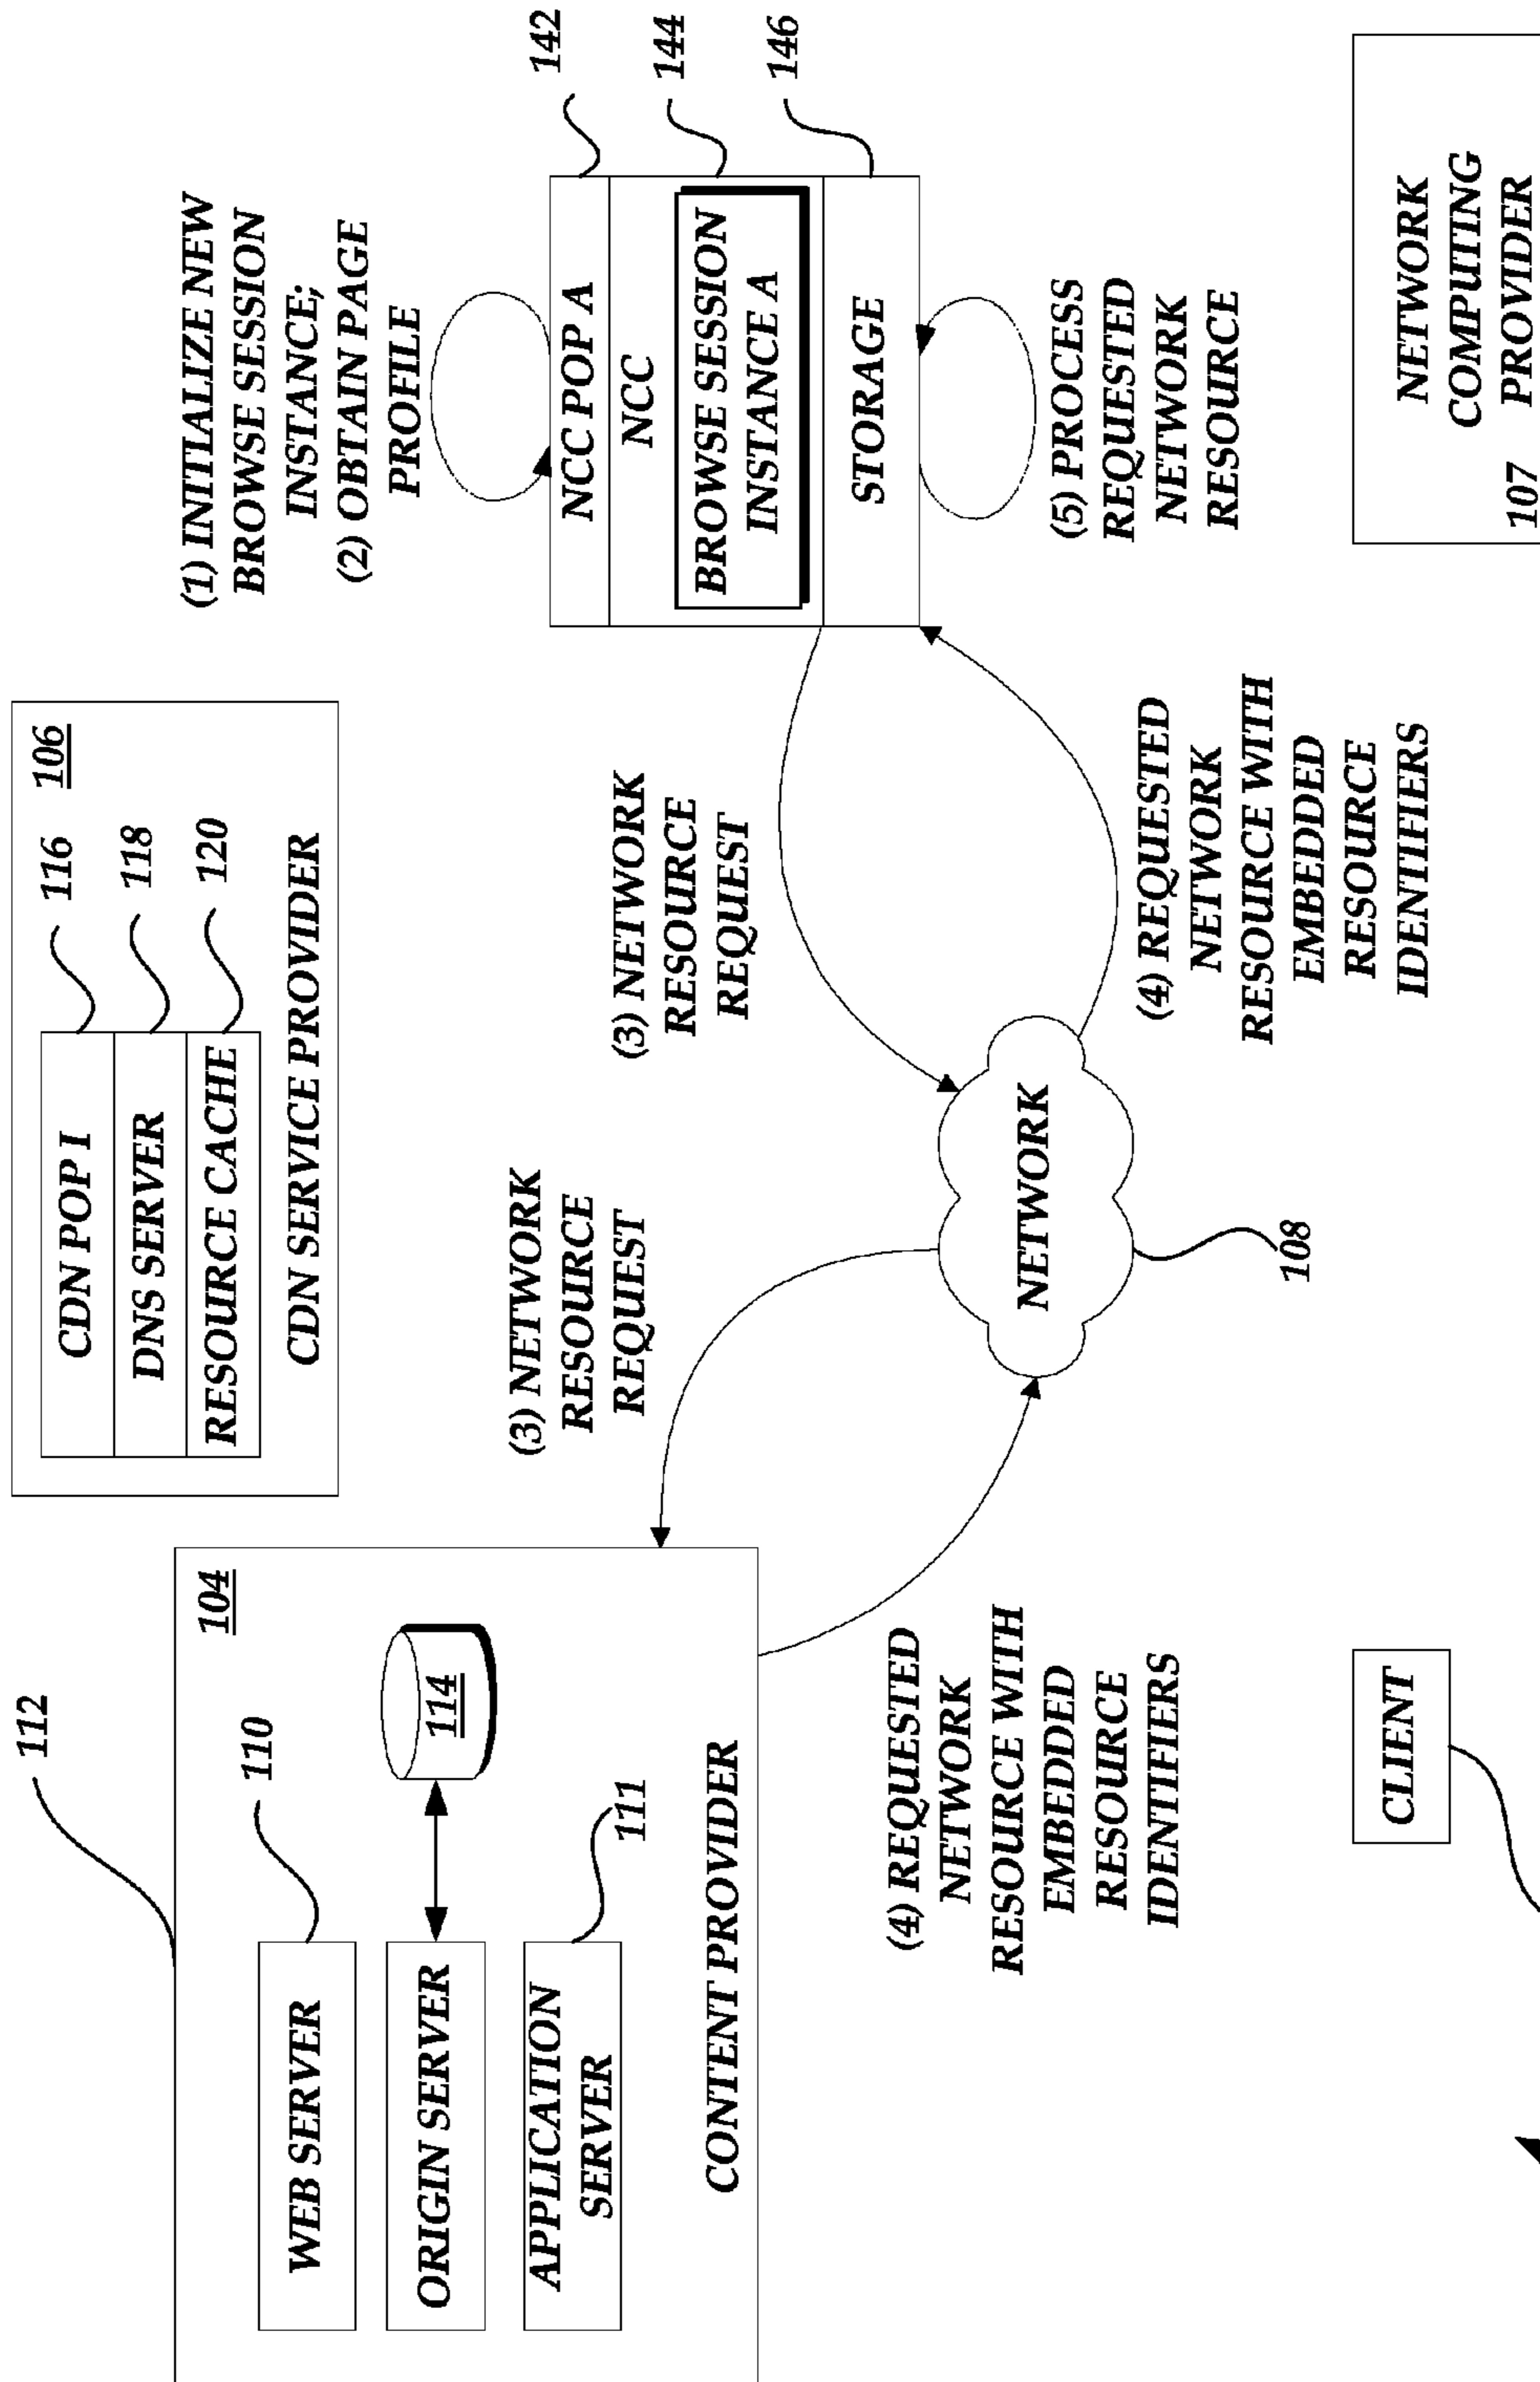 112
104
110
WEB SERVER
ORIGIN SERVER
114
APPLICATION
SERVER
111
CONTENT PROVIDER
106
CDN POP I
116
DNS SERVER
118
RESOURCE CACHE
120
CDN SERVICE PROVIDER
(1) INITIALIZE NEW
BROWSE SESSION
INSTANCE;
(2) OBTAIN PAGE
PROFILE
NCC POP A
142
NCC
144
BROWSE SESSION
INSTANCE A
STORAGE
146
(5) PROCESS
REQUESTED
NETWORK
RESOURCE
(3) NETWORK
RESOURCE
REQUEST
(3) NETWORK
RESOURCE
REQUEST
NETWORK
108
(4) REQUESTED
NETWORK
RESOURCE WITH
EMBEDDED
RESOURCE
IDENTIFIERS
(4) REQUESTED
NETWORK
RESOURCE WITH
EMBEDDED
RESOURCE
IDENTIFIERS
CLIENT
NETWORK
COMPUTING
PROVIDER
107